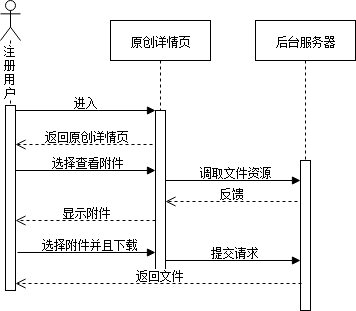 注册用户
原创详情页
后台服务器
进入
返回原创详情页
选择查看附件
调取文件资源
反馈
显示附件
选择附件并且下载
提交请求
返回文件